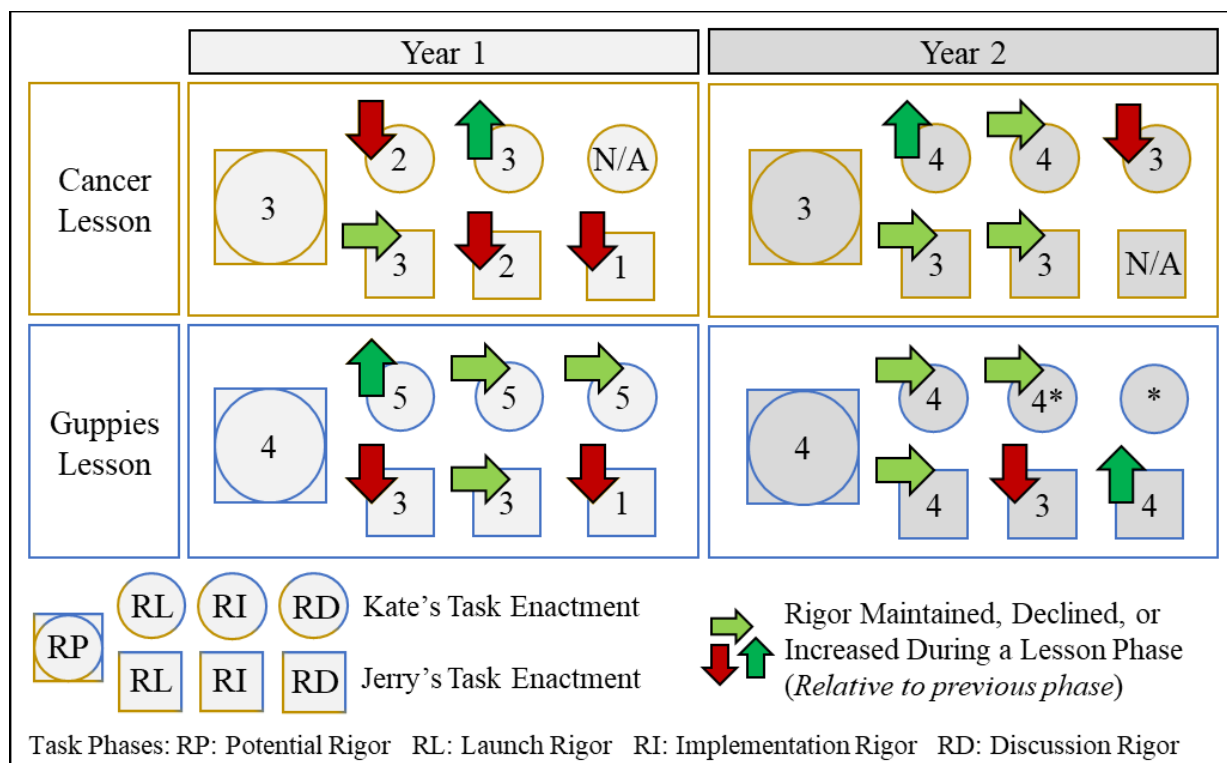 Year 1
Year 2
Cancer
Lesson
3
2
3
N/A
3
2
1
3
4
4
3
3
3
N/A
Guppies
Lesson
4
5
5
5
3
3
1
4
4
4*
*
4
3
4
RP
RL RI RD Kate's Task Enactment
RL RI RD Jerry's Task Enactment
Rigor Maintained, Declined, or
Increased During a Lesson Phase
(Relative to previous phase)
Task Phases: RP: Potential Rigor RL: Launch Rigor RI: Implementation Rigor RD: Discussion Rigor